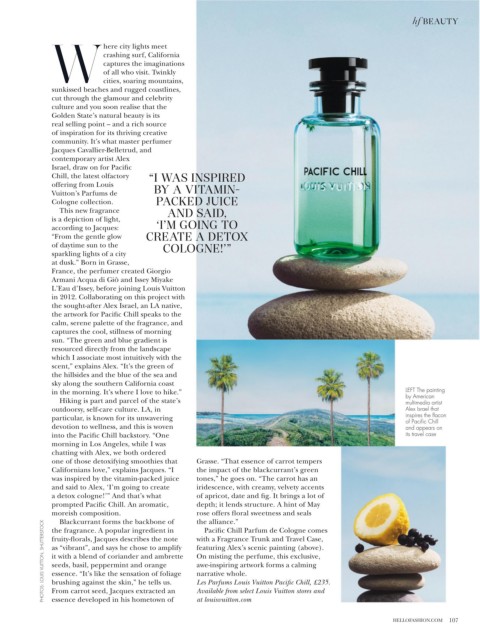 hf BEAUTY
Where city lights meet
crashing surf, California
captures the imaginations
of all who visit. Twinkly
cities, soaring mountains,
sunkissed beaches and rugged coastlines,
cut through the glamour and celebrity
culture and you soon realise that the
Golden State's natural beauty is its
real selling point – and a rich source
of inspiration for its thriving creative
community. It's what master perfumer
Jacques Cavallier-Belletrud, and
contemporary artist Alex
Israel, draw on for Pacific
Chill, the latest olfactory
offering from Louis
Vuitton's Parfums de
Cologne collection.
This new fragrance
is a depiction of light,
according to Jacques:
"From the gentle glow
of daytime sun to the
sparkling lights of a city
at dusk." Born in Grasse,
France, the perfumer created Giorgio
Armani Acqua di Giò and Issey Miyake
L'Eau d'Issey, before joining Louis Vuitton
in 2012. Collaborating on this project with
the sought-after Alex Israel, an LA native,
the artwork for Pacific Chill speaks to the
calm, serene palette of the fragrance, and
captures the cool, stillness of morning
sun. "The green and blue gradient is
resourced directly from the landscape
which I associate most intuitively with the
scent," explains Alex. "It's the green of
the hillsides and the blue of the sea and
sky along the southern California coast
in the morning. It's where I love to hike."
Hiking is part and parcel of the state's
outdoorsy, self-care culture. LA, in
particular, is known for its unwavering
devotion to wellness, and this is woven
into the Pacific Chill backstory. "One
morning in Los Angeles, while I was
chatting with Alex, we both ordered
one of those detoxifying smoothies that
Californians love," explains Jacques. "I
was inspired by the vitamin-packed juice
and said to Alex, 'I'm going to create
a detox cologne!'" And that's what
prompted Pacific Chill. An aromatic,
moreish composition.
Blackcurrant forms the backbone of
the fragrance. A popular ingredient in
fruity-florals, Jacques describes the note
as "vibrant", and says he chose to amplify
it with a blend of coriander and ambrette
seeds, basil, peppermint and orange
essence. "It's like the sensation of foliage
brushing against the skin," he tells us.
From carrot seed, Jacques extracted an
essence developed in his hometown of
"I WAS INSPIRED
BY A VITAMIN-
PACKED JUICE
AND SAID,
'I'M GOING TO
CREATE A DETOX
COLOGNE!'"
PACIFIC CHILL
LOUIS VUITTON
LEFT The painting
by American
multimedia artist
Alex Israel that
inspires the flacon
of Pacific Chill
and appears on
its travel case
Grasse. "That essence of carrot tempers
the impact of the blackcurrant's green
tones," he goes on. "The carrot has an
iridescence, with creamy, velvety accents
of apricot, date and fig. It brings a lot of
depth; it lends structure. A hint of May
rose offers floral sweetness and seals
the alliance."
Pacific Chill Parfum de Cologne comes
with a Fragrance Trunk and Travel Case,
featuring Alex's scenic painting (above).
On misting the perfume, this exclusive,
awe-inspiring artwork forms a calming
narrative whole.
Les Parfums Louis Vuitton Pacific Chill, £235.
Available from select Louis Vuitton stores and
at louisvuitton.com
PHOTOS: LOUIS VUITTON, SHUTTERSTOCK
HELLOFASHION.COM 107